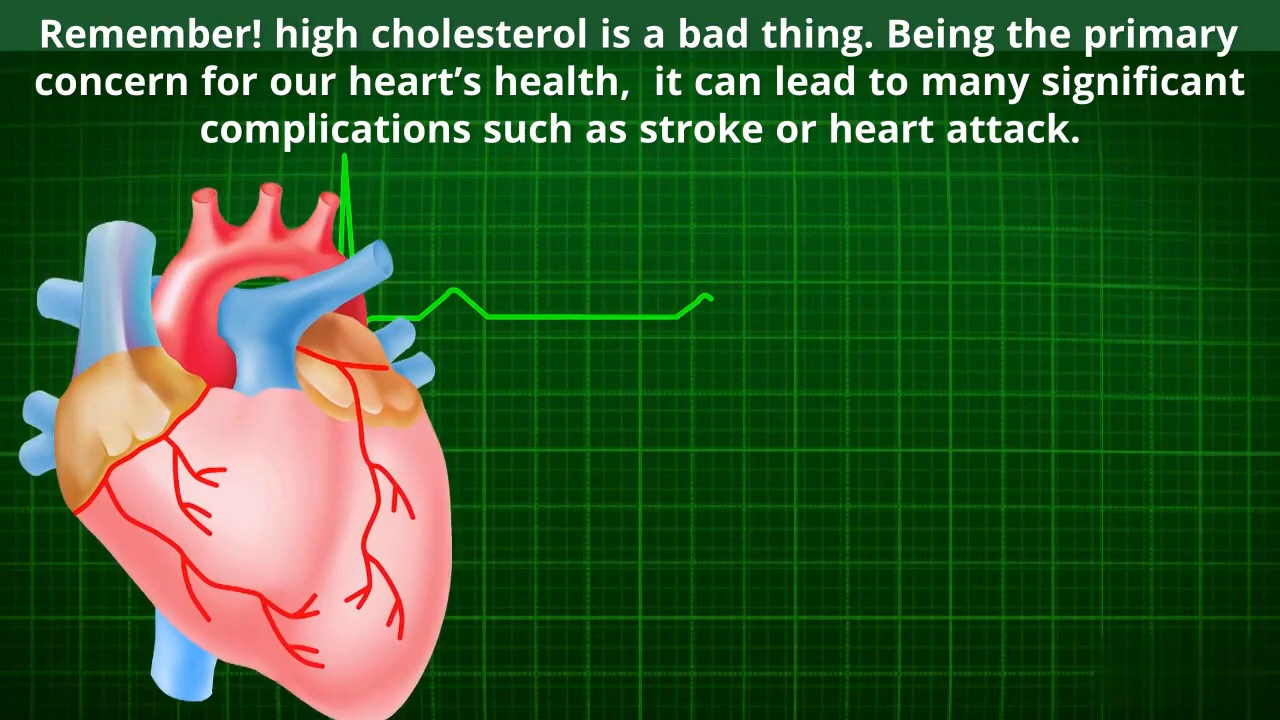 Remember! high cholesterol is a bad thing. Being the primary
concern for our heart’s health,  it can lead to many significant
complications such as stroke or heart attack.